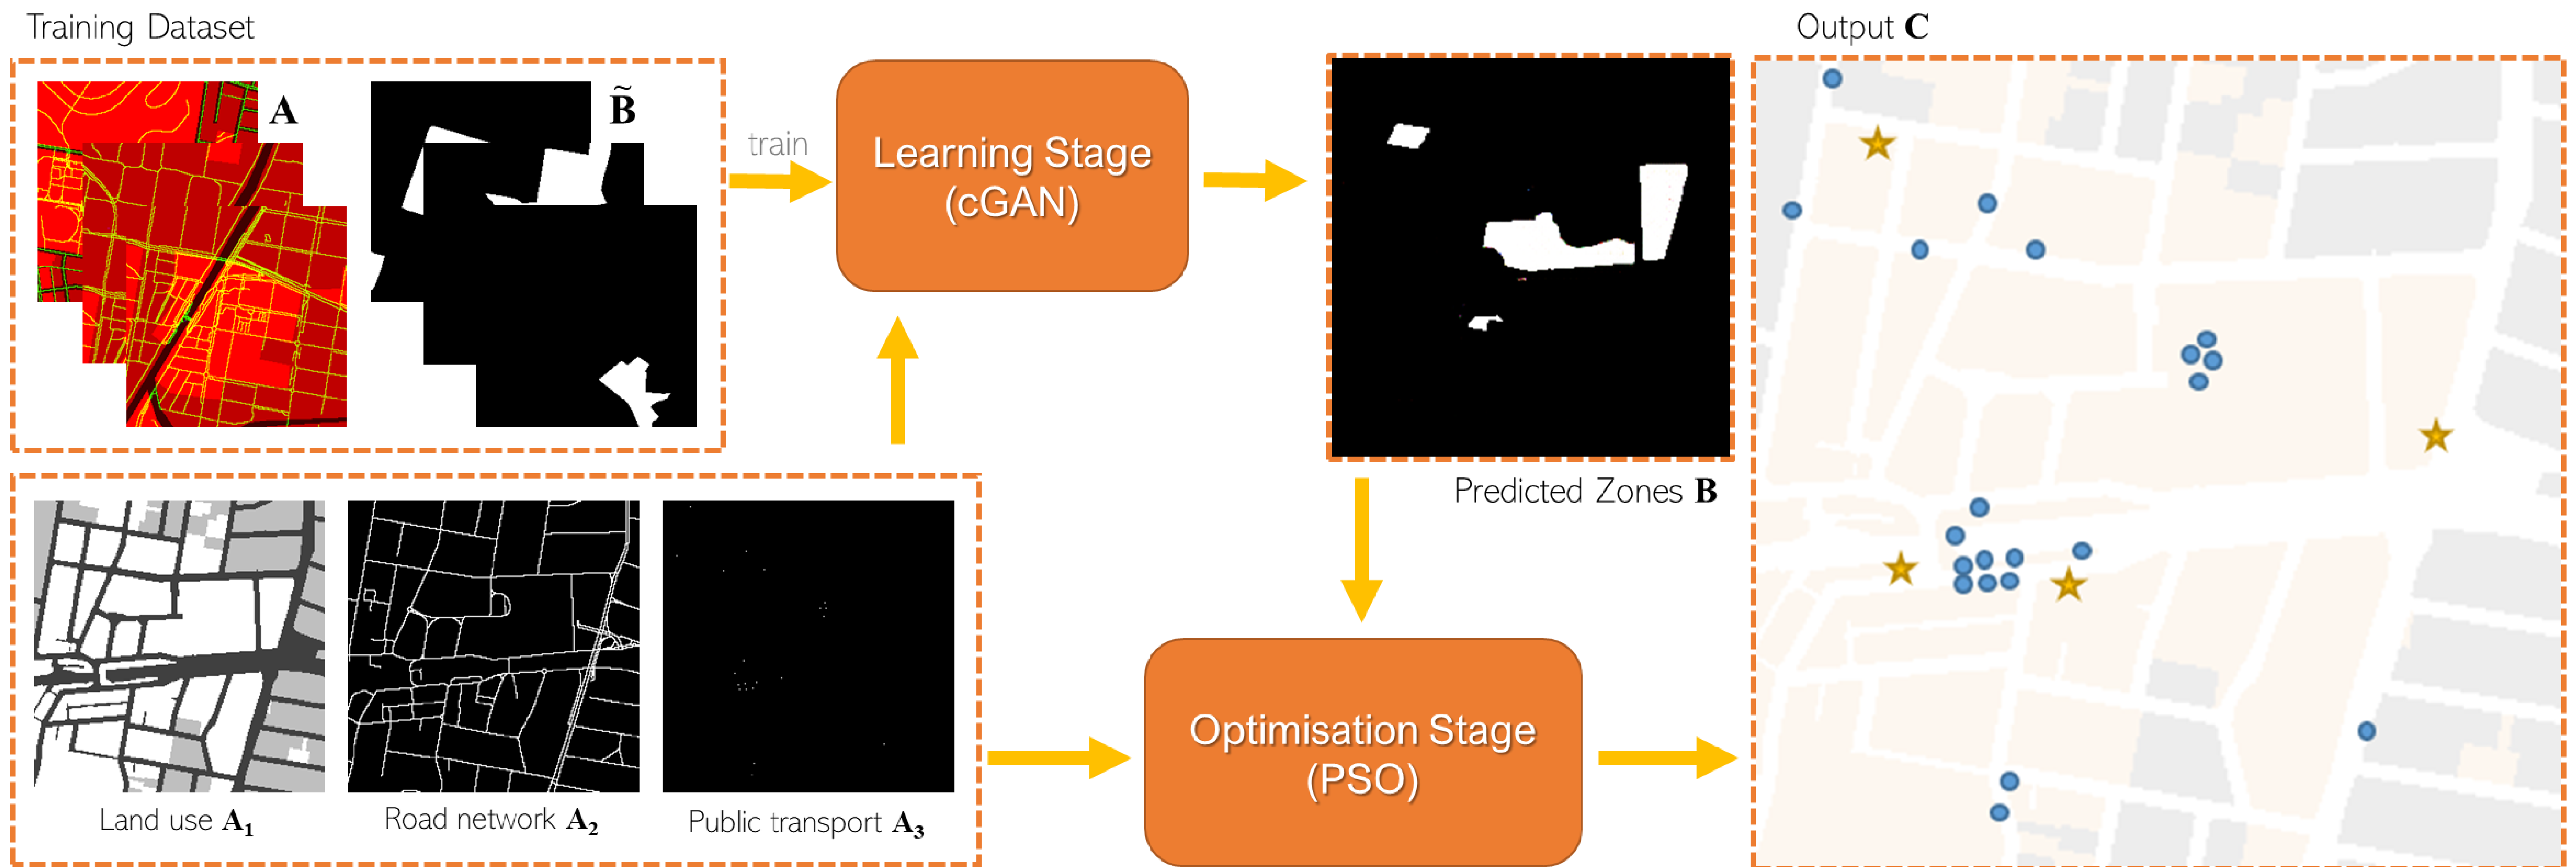 Training Dataset
A
B̃
train
Learning Stage
(cGAN)
Predicted Zones B
Output C
Land use A₁
Road network A₂
Public transport A₃
Optimisation Stage
(PSO)